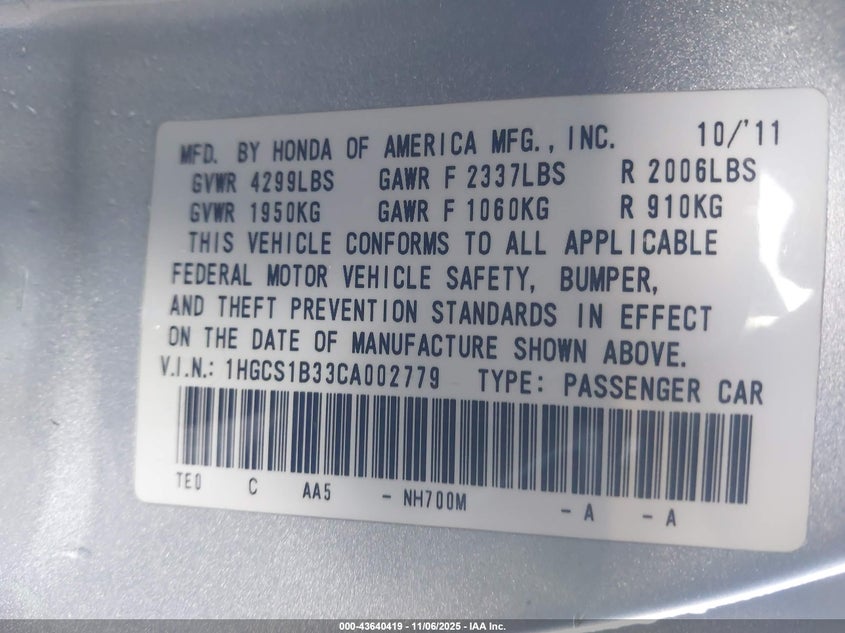 MFD. BY HONDA OF AMERICA MFG., INC. 10/'11
GVWR 4299LBS GAWR F 2337LBS R 2006LBS
GVWR 1950KG GAWR F 1060KG R 910KG
THIS VEHICLE CONFORMS TO ALL APPLICABLE
FEDERAL MOTOR VEHICLE SAFETY, BUMPER,
AND THEFT PREVENTION STANDARDS IN EFFECT
ON THE DATE OF MANUFACTURE SHOWN ABOVE.
V.I.N.: 1HGCS1B33CA002779 TYPE: PASSENGER CAR
TE0 C AA5 - NH700M - A - A
000-43640419 - 11/06/2025 - IAA Inc.